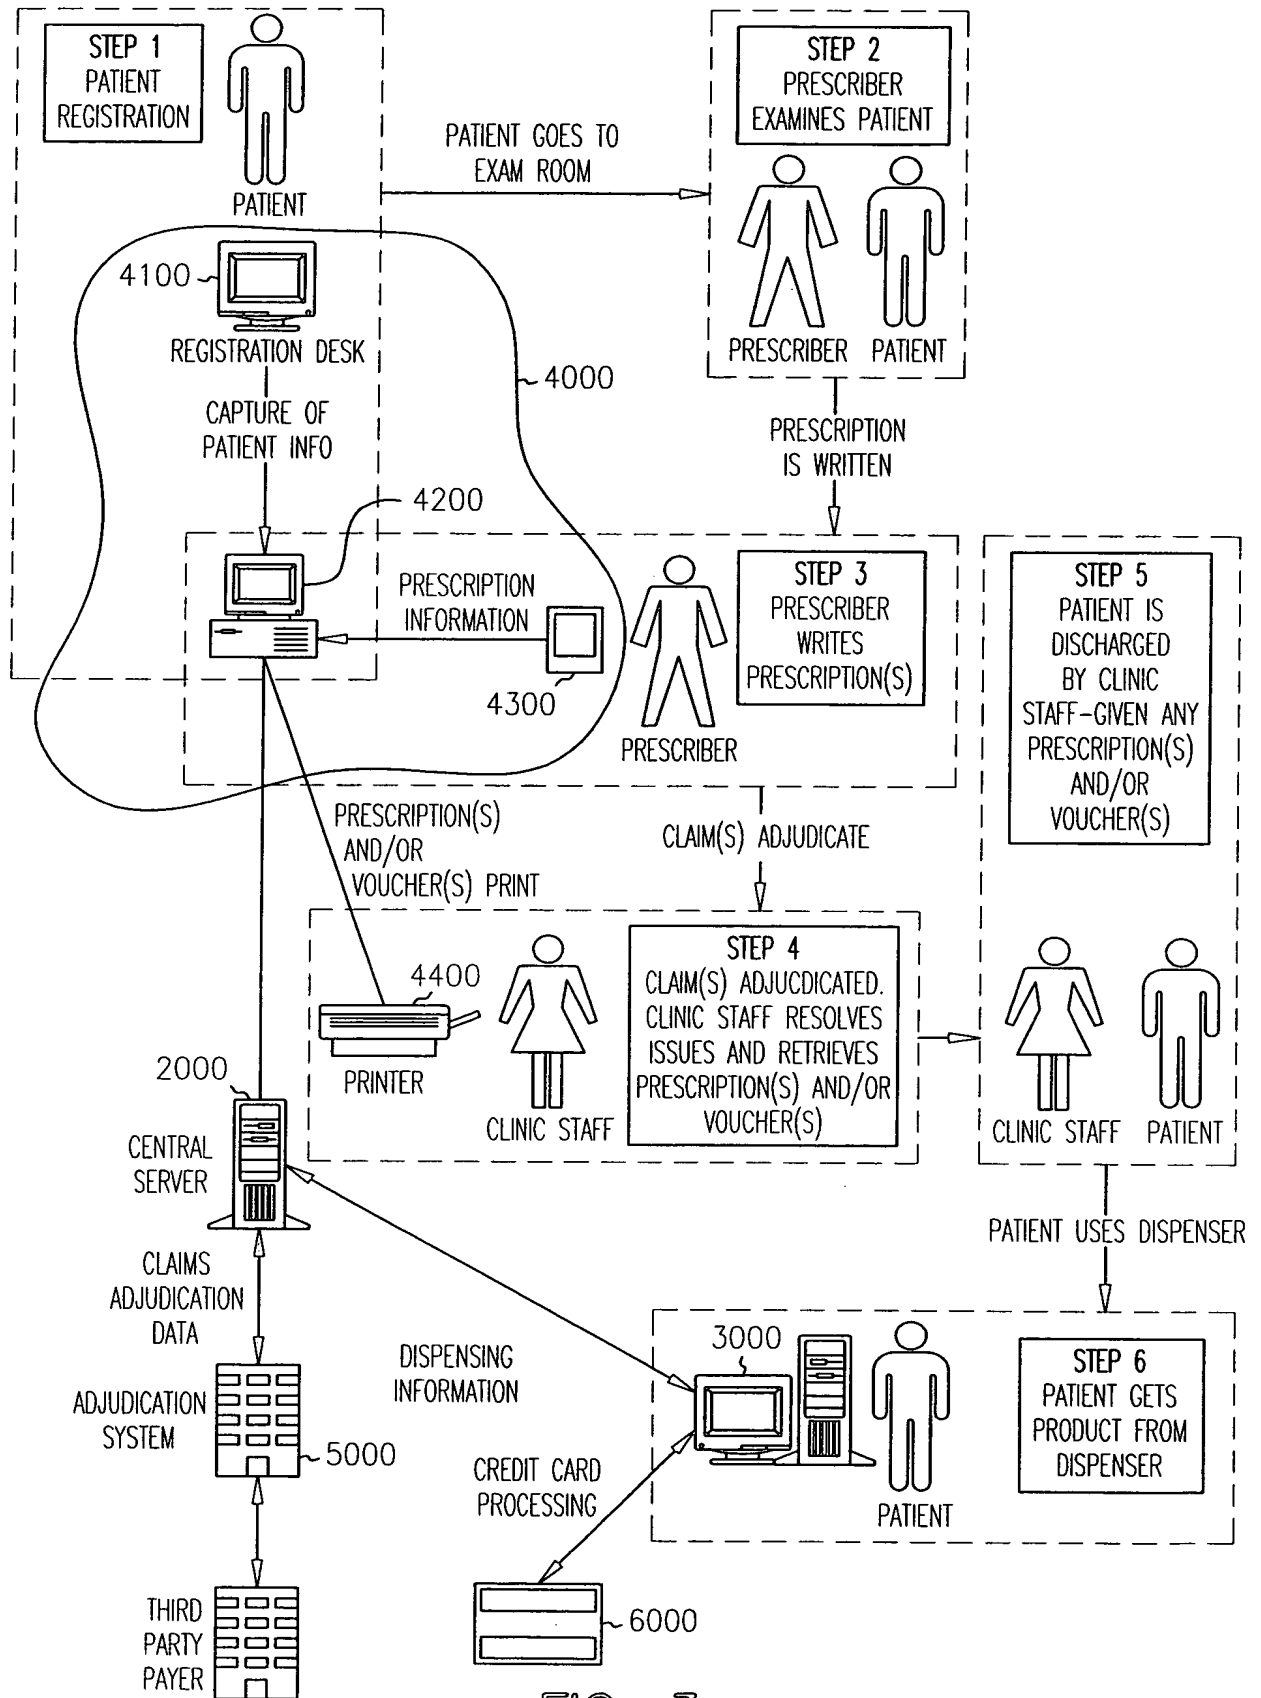 STEP 1
PATIENT
REGISTRATION
PATIENT
PATIENT GOES TO
EXAM ROOM
STEP 2
PRESCRIBER
EXAMINES PATIENT
PRESCRIBER
PATIENT
4100
REGISTRATION DESK
4000
CAPTURE OF
PATIENT INFO
PRESCRIPTION
IS WRITTEN
4200
PRESCRIPTION
INFORMATION
4300
PRESCRIBER
STEP 3
PRESCRIBER
WRITES
PRESCRIPTION(S)
STEP 5
PATIENT IS
DISCHARGED
BY CLINIC
STAFF-GIVEN ANY
PRESCRIPTION(S)
AND/OR
VOUCHER(S)
PRESCRIPTION(S)
AND/OR
VOUCHER(S) PRINT
CLAIM(S) ADJUDICATE
4400
PRINTER
CLINIC STAFF
STEP 4
CLAIM(S) ADJUCDICATED.
CLINIC STAFF RESOLVES
ISSUES AND RETRIEVES
PRESCRIPTION(S) AND/OR
VOUCHER(S)
CLINIC STAFF
PATIENT
2000
CENTRAL
SERVER
PATIENT USES DISPENSER
CLAIMS
ADJUDICATION
DATA
DISPENSING
INFORMATION
3000
PATIENT
STEP 6
PATIENT GETS
PRODUCT FROM
DISPENSER
ADJUDICATION
SYSTEM
5000
CREDIT CARD
PROCESSING
6000
THIRD
PARTY
PAYER